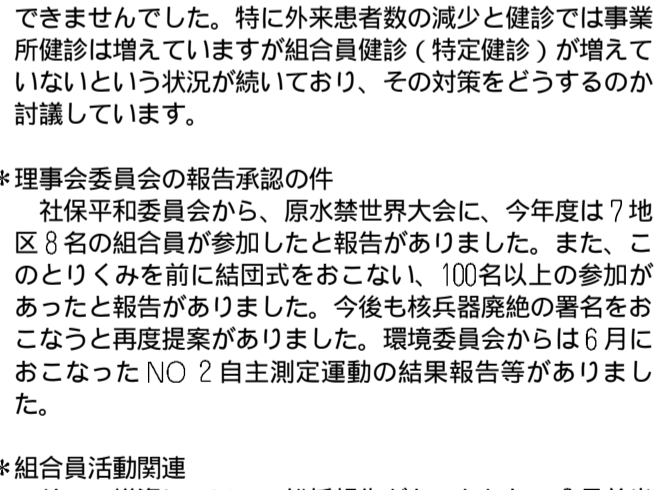 できませんでした。特に外来患者数の減少と健診では事業
所健診は増えていますが組合員健診（特定健診）が増えて
いないという状況が続いており、その対策をどうするのか
討議しています。
*理事会委員会の報告承認の件
社保平和委員会から、原水禁世界大会に、今年度は７地
区８名の組合員が参加したと報告がありました。また、こ
のとりくみを前に結団式をおこない、100名以上の参加が
あったと報告がありました。今後も核兵器廃絶の署名をお
こなうと再度提案がありました。環境委員会からは６月に
おこなったＮＯ２自主測定運動の結果報告等がありまし
た。
*組合員活動関連